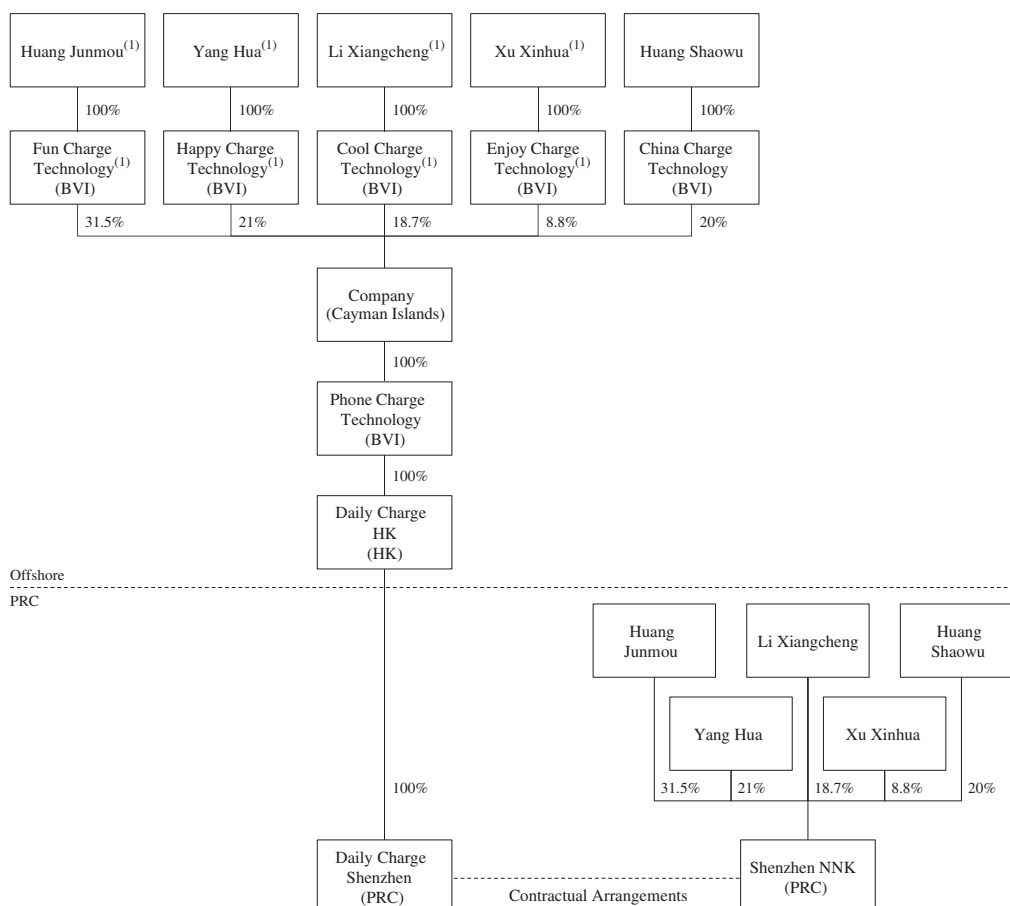 Huang Junmou(1)
Yang Hua(1)
Li Xiangcheng(1)
Xu Xinhua(1)
Huang Shaowu
100%
100%
100%
100%
100%
Fun Charge
Technology(1)
(BVI)
Happy Charge
Technology(1)
(BVI)
Cool Charge
Technology(1)
(BVI)
Enjoy Charge
Technology(1)
(BVI)
China Charge
Technology
(BVI)
31.5%
21%
18.7%
8.8%
20%
Company
(Cayman Islands)
100%
Phone Charge
Technology
(BVI)
100%
Daily Charge
HK
(HK)
Offshore
PRC
Huang
Junmou
Li Xiangcheng
Huang
Shaowu
Yang Hua
Xu Xinhua
100%
31.5%
21%
18.7%
8.8%
20%
Daily Charge
Shenzhen
(PRC)
Contractual Arrangements
Shenzhen NNK
(PRC)